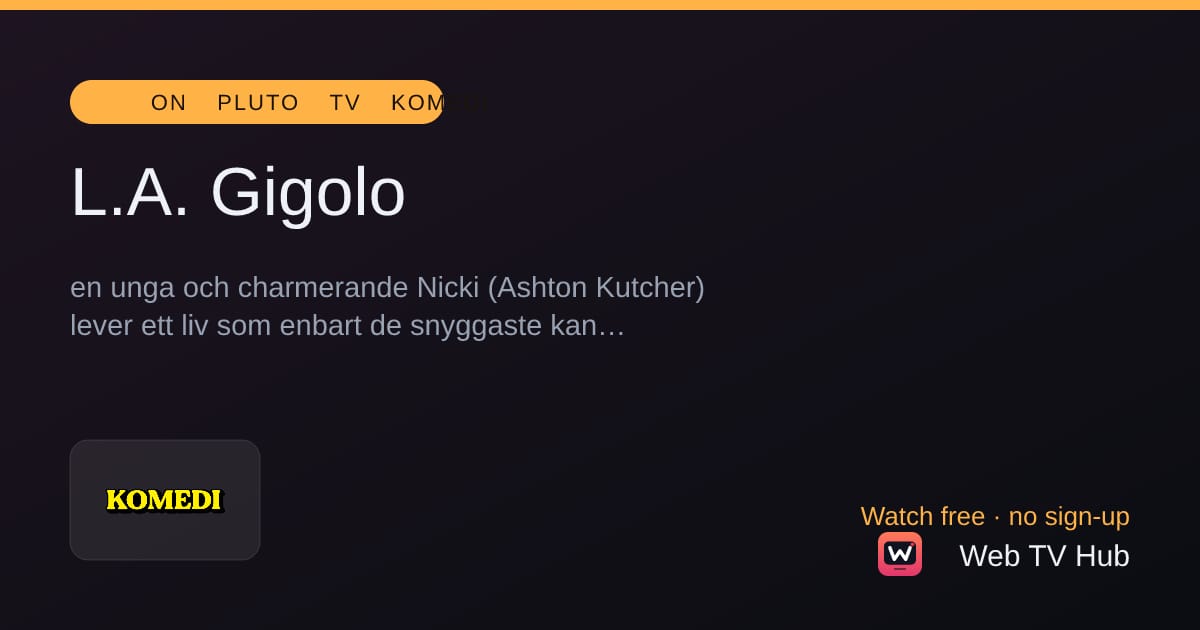 ON PLUTO TV KOM
L.A. Gigolo
en unga och charmerande Nicki (Ashton Kutcher)
lever ett liv som enbart de snyggaste kan…
KOMEDI
Watch free · no sign-up
W
Web TV Hub